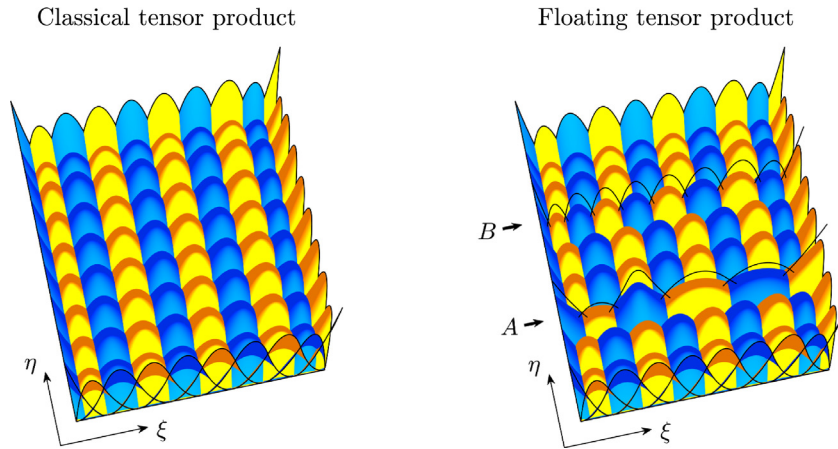 Classical tensor product
Floating tensor product
B
A
η
ξ
η
ξ